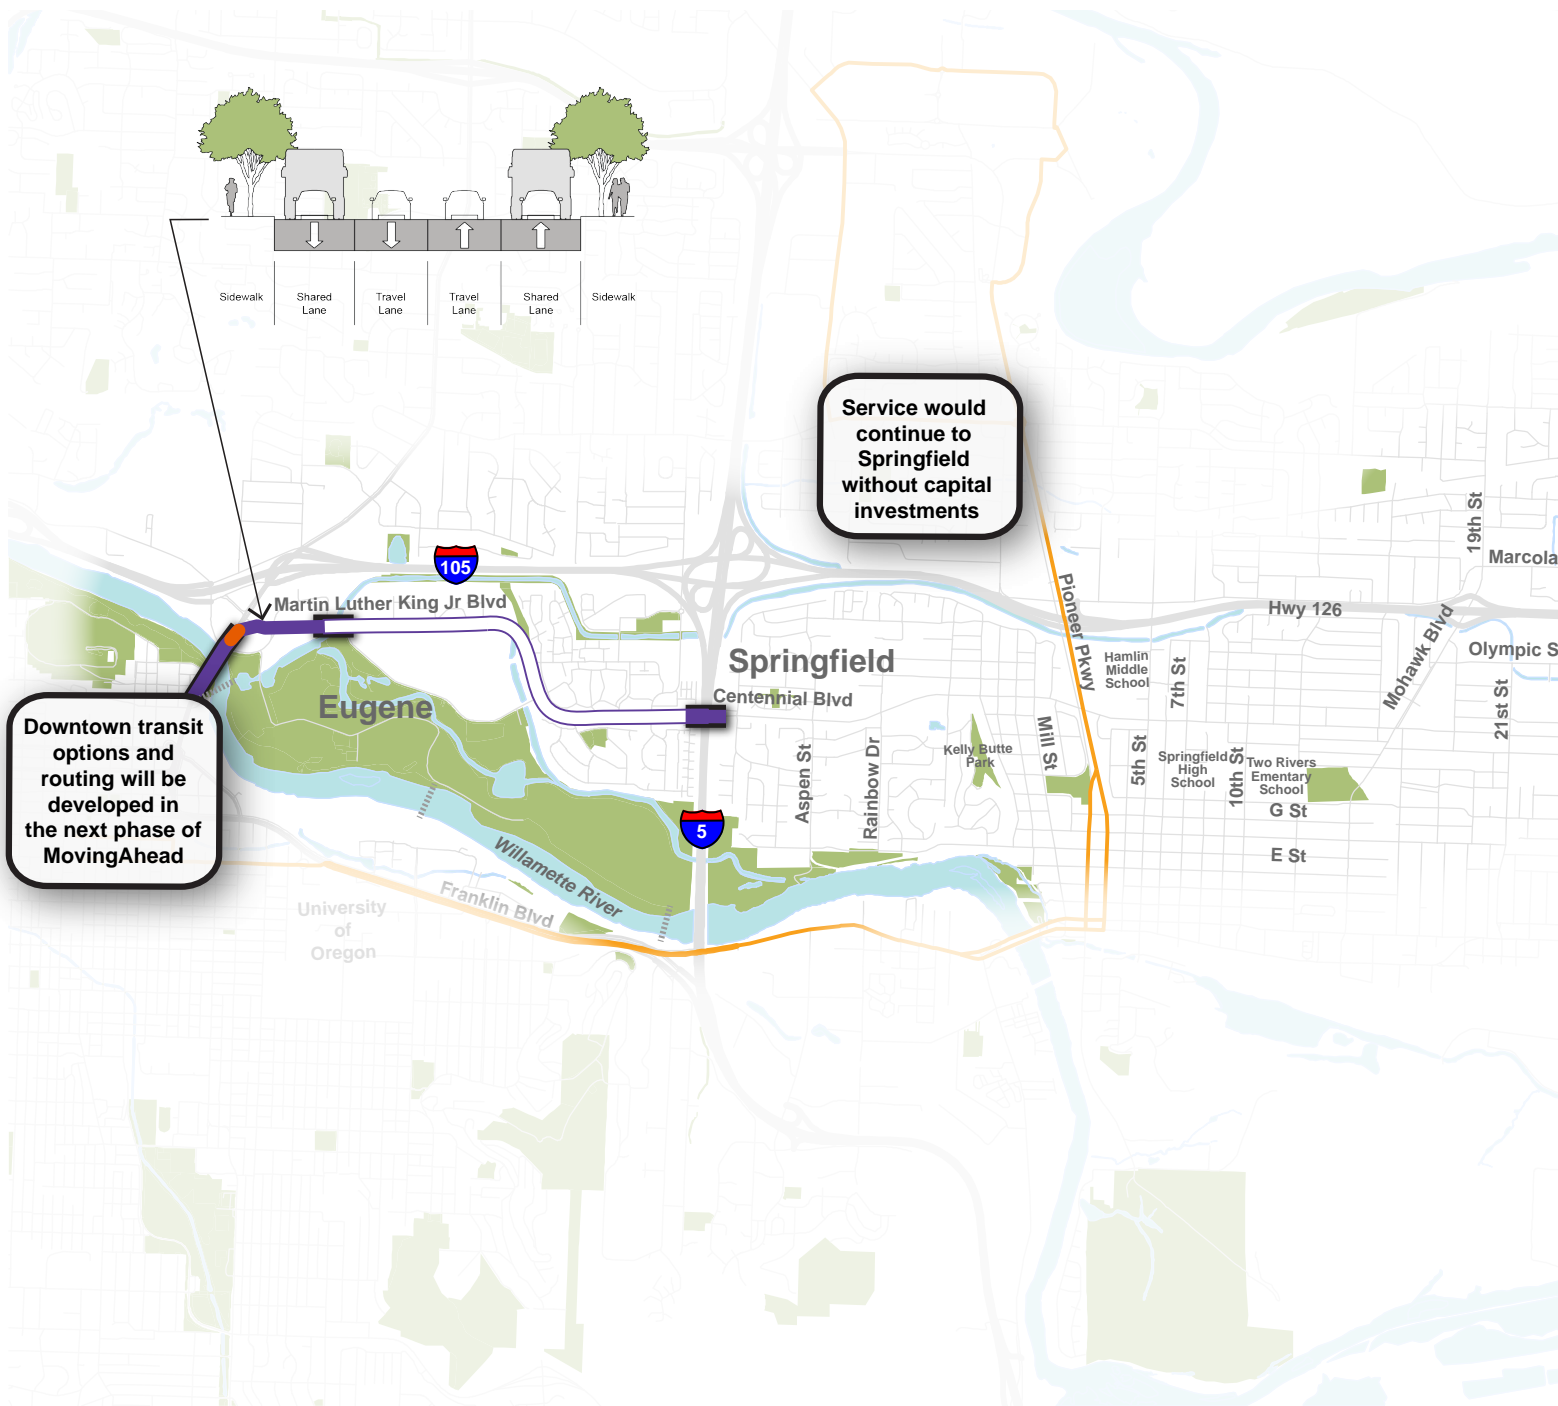 Sidewalk
Shared
Lane
Travel
Lane
Travel
Lane
Shared
Lane
Sidewalk
Service would
continue to
Springfield
without capital
investments
19th St
Marcola
105
Martin Luther King Jr Blvd
Pioneer Pkwy
Hwy 126
Mohawk Blvd
Olympic S
Springfield
Hamlin
Middle
School
7th St
Centennial Blvd
21st St
Eugene
Downtown transit
options and
routing will be
developed in
the next phase of
MovingAhead
Aspen St
Rainbow Dr
Kelly Butte
Park
Mill St
5th St
Springfield
High
School
10th St
Two Rivers
Ementary
School
G St
E St
5
Willamette River
Franklin Blvd
University
of
Oregon